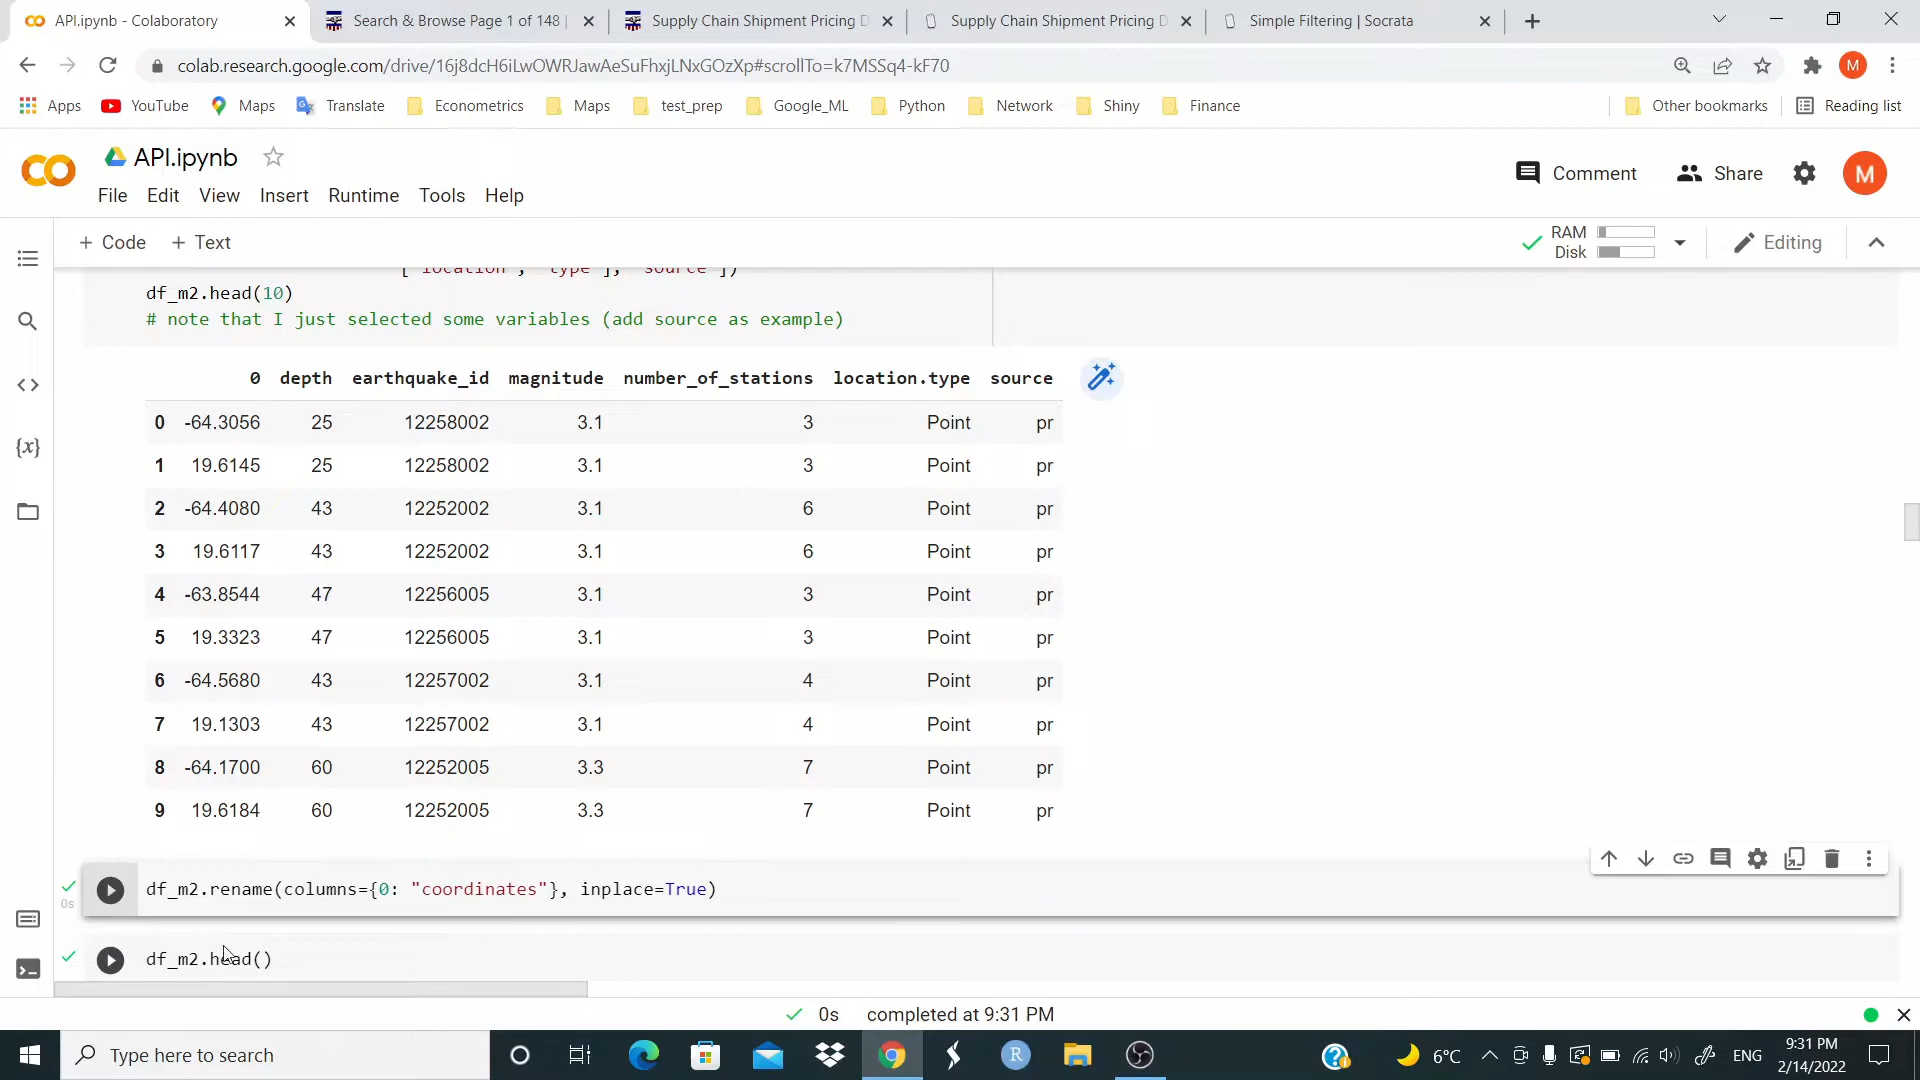 API.ipynb - Colaboratory
Search & Browse Page 1 of 148 |
Supply Chain Shipment Pricing D
Supply Chain Shipment Pricing D
Simple Filtering | Socrata
colab.research.google.com/drive/16j8dcH6iLwOWRJawAeSuFhxjLNxGOzXp#scrollTo=k7MSSq4-kF70
M
Apps YouTube Maps Translate Econometrics Maps test_prep Google_ML Python Network Shiny Finance Other bookmarks Reading list
CO API.ipynb
Comment Share M
File Edit View Insert Runtime Tools Help
+ Code + Text
RAM
Disk
Editing
["location", "type"], "source"])
df_m2.head(10)
# note that I just selected some variables (add source as example)
0 depth earthquake_id magnitude number_of_stations location.type source
0 -64.3056 25 12258002 3.1 3 Point pr
1 19.6145 25 12258002 3.1 3 Point pr
2 -64.4080 43 12252002 3.1 6 Point pr
3 19.6117 43 12252002 3.1 6 Point pr
4 -63.8544 47 12256005 3.1 3 Point pr
5 19.3323 47 12256005 3.1 3 Point pr
6 -64.5680 43 12257002 3.1 4 Point pr
7 19.1303 43 12257002 3.1 4 Point pr
8 -64.1700 60 12252005 3.3 7 Point pr
9 19.6184 60 12252005 3.3 7 Point pr
0s
df_m2.rename(columns={0: "coordinates"}, inplace=True)
df_m2.head()
0s completed at 9:31 PM
Type here to search
R
6°C
ENG
9:31 PM
2/14/2022